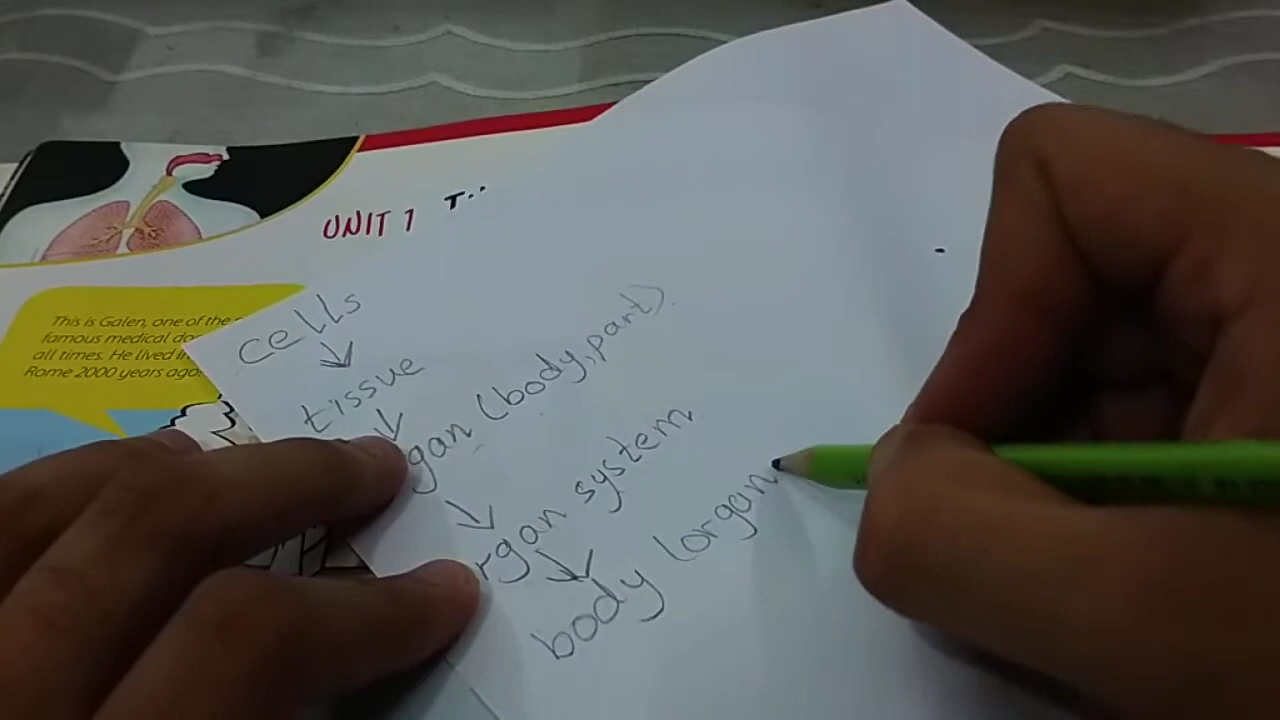 UNIT 1 T..
This is Galen, one of the
famous medical doc
all times. He lived in
Rome 2000 years ago.
cells
tissue
gan (body part).
rgan system
body (organ